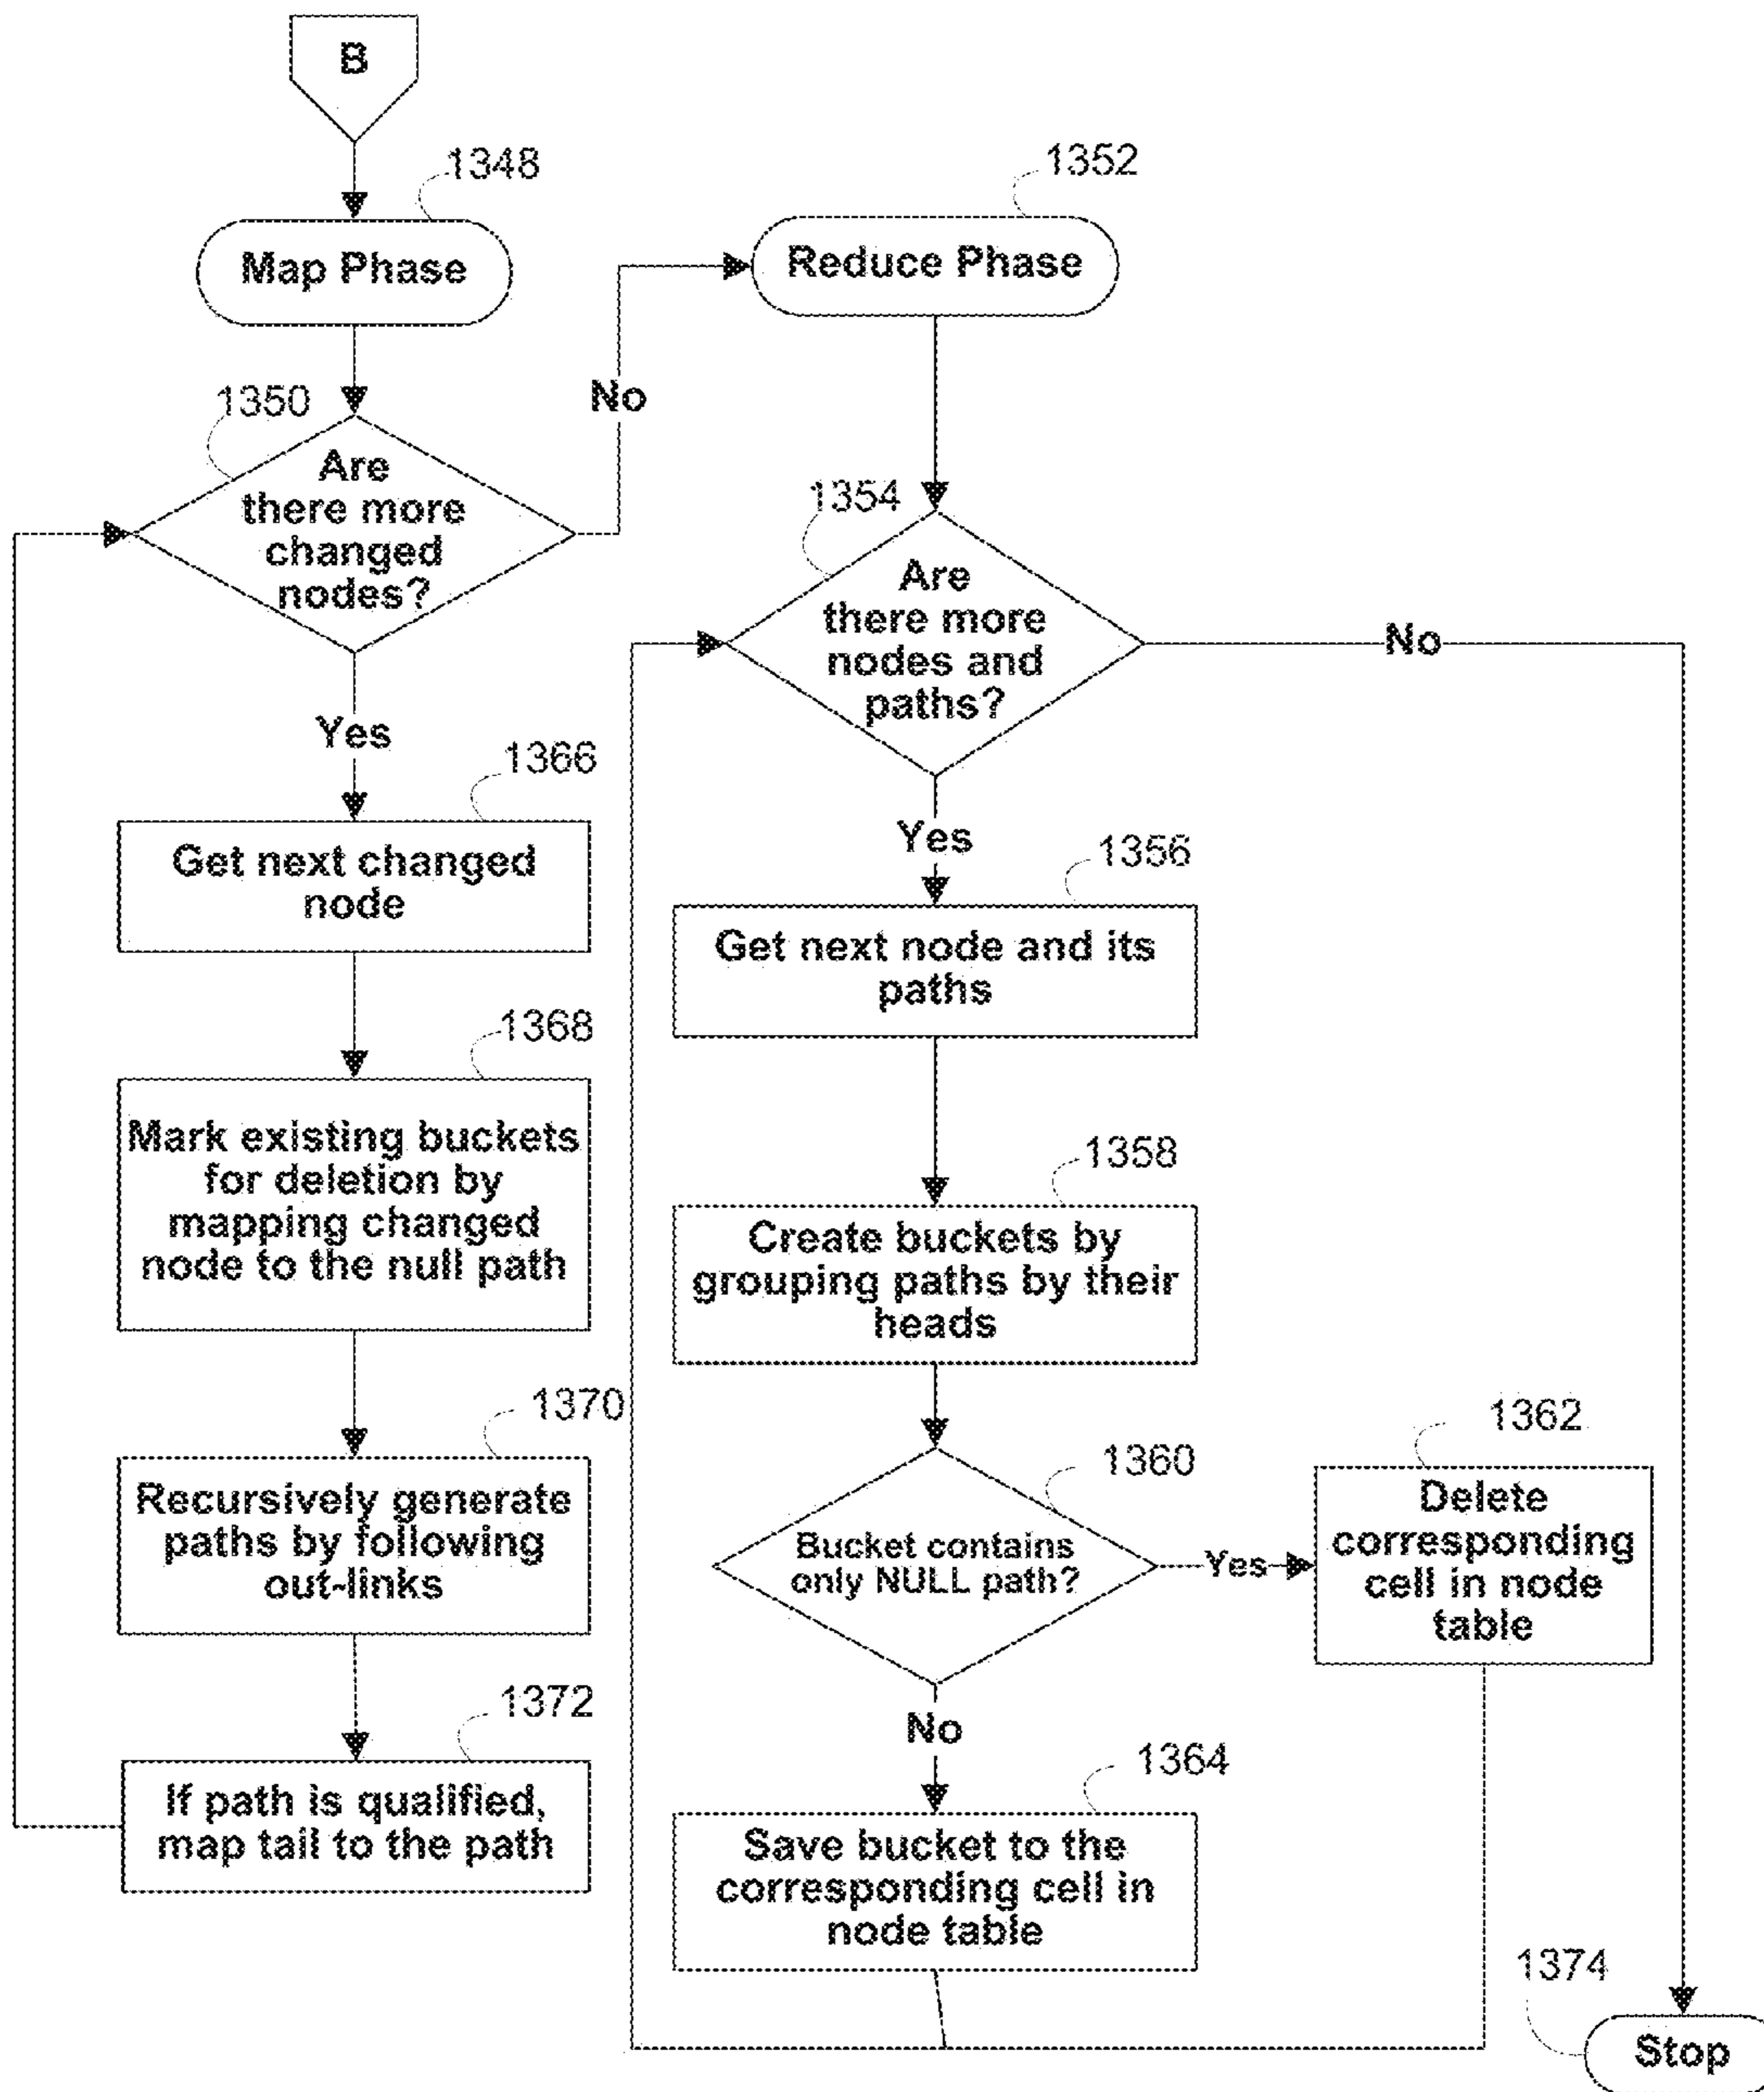 B
1348
Map Phase
1350
Are
there more
changed
nodes?
No
Yes
1366
Get next changed
node
1368
Mark existing buckets
for deletion by
mapping changed
node to the null path
1370
Recursively generate
paths by following
out-links
1372
If path is qualified,
map tail to the path
1352
Reduce Phase
1354
Are
there more
nodes and
paths?
No
Yes
1356
Get next node and its
paths
1358
Create buckets by
grouping paths by their
heads
1360
Bucket contains
only NULL path?
Yes
1362
Delete
corresponding
cell in node
table
No
1364
Save bucket to the
corresponding cell in
node table
1374
Stop